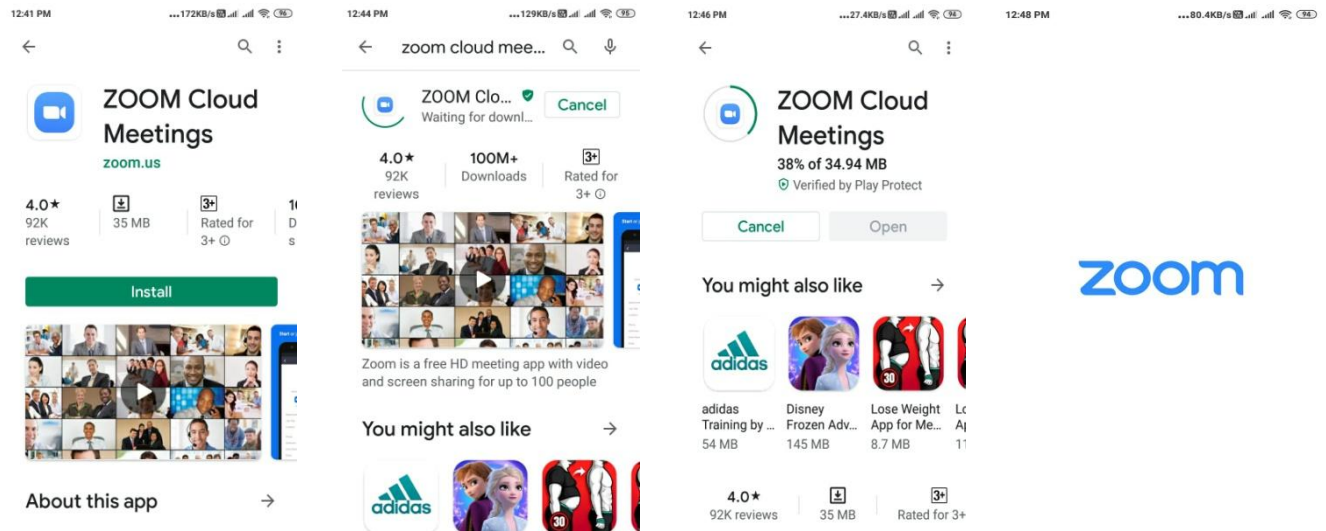 12:41 PM
...172KB/s 96
ZOOM Cloud
Meetings
zoom.us
4.0★
92K
reviews
35 MB
3+
Rated for
3+
Install
About this app
12:44 PM
...129KB/s 95
zoom cloud mee...
ZOOM Clo...
Waiting for downl...
Cancel
4.0★
92K
reviews
100M+
Downloads
3+
Rated for
3+
Zoom is a free HD meeting app with video
and screen sharing for up to 100 people
You might also like
adidas
30
12:46 PM
...27.4KB/s 94
ZOOM Cloud
Meetings
38% of 34.94 MB
Verified by Play Protect
Cancel
Open
You might also like
adidas
30
adidas
Training by ...
54 MB
Disney
Frozen Adv...
145 MB
Lose Weight
App for Me...
8.7 MB
4.0★
92K reviews
35 MB
3+
Rated for 3+
12:48 PM
...80.4KB/s 94
zoom